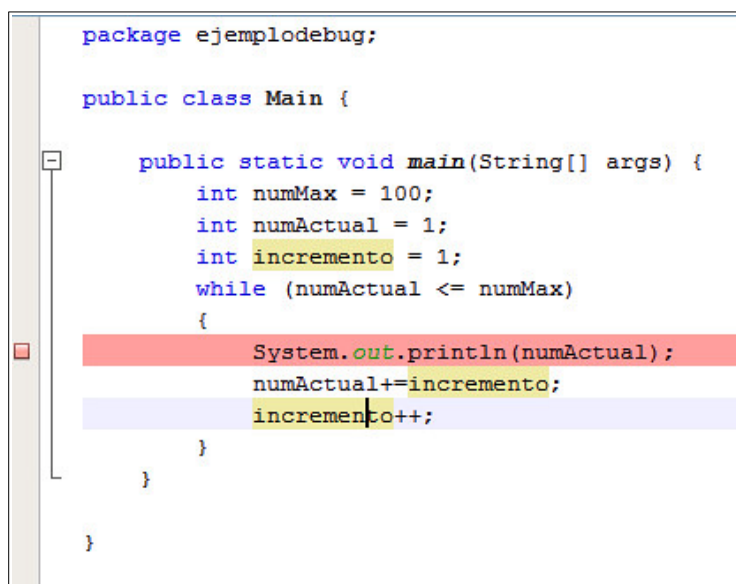 package ejemplodebug;
public class Main {
public static void main(String[] args) {
int numMax = 100;
int numActual = 1;
int incremento = 1;
while (numActual <= numMax)
{
System.out.println(numActual);
numActual+=incremento;
incremento++;
}
}
}